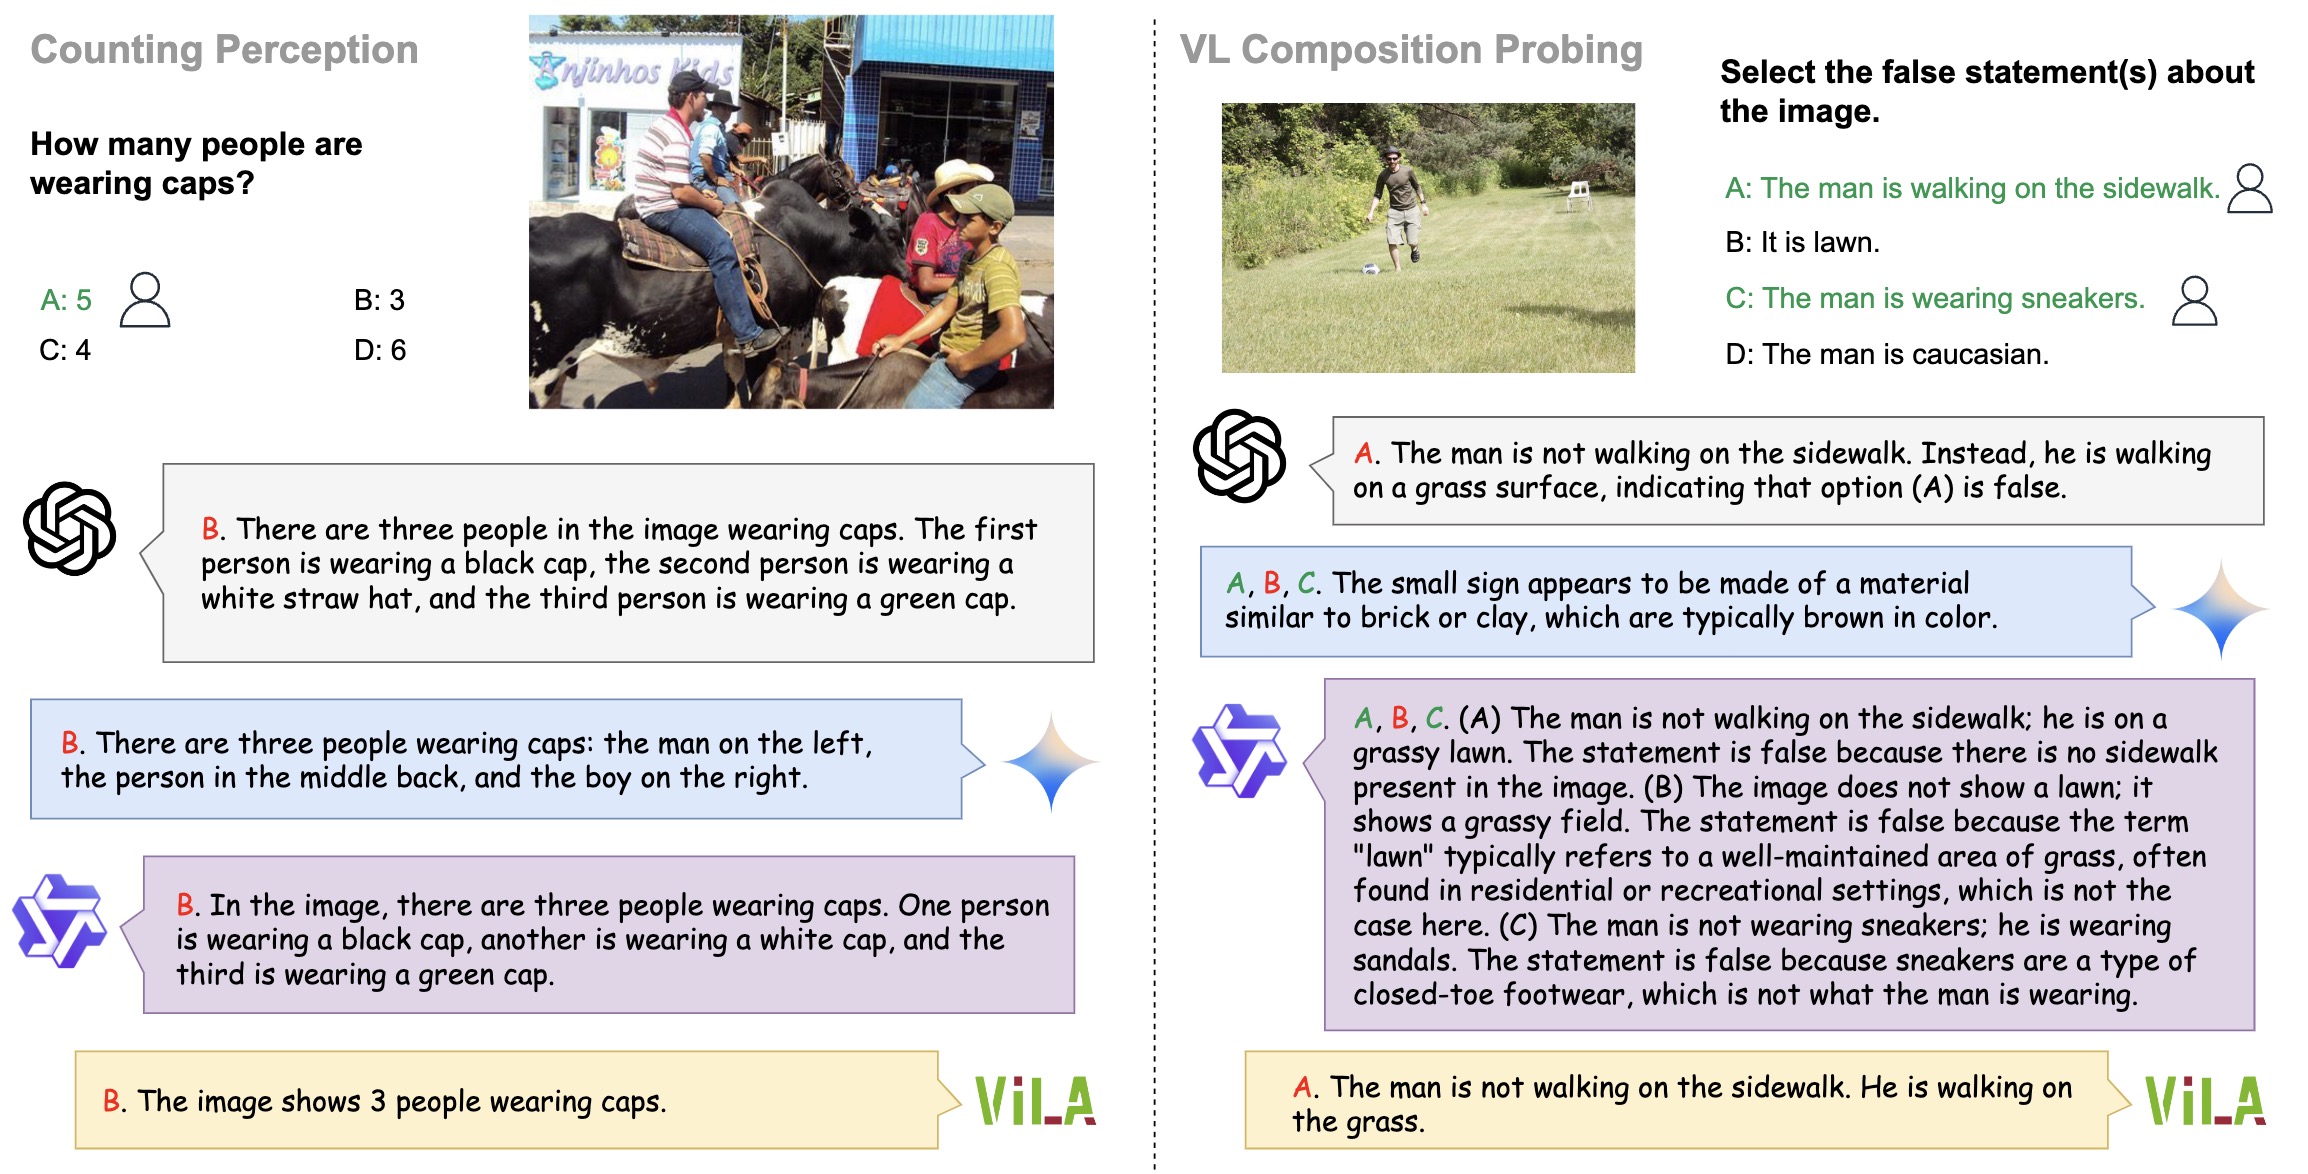 Counting Perception
How many people are
wearing caps?
A: 5
B: 3
C: 4
D: 6
Anjinhos Kids
B. There are three people in the image wearing caps. The first
person is wearing a black cap, the second person is wearing a
white straw hat, and the third person is wearing a green cap.
B. There are three people wearing caps: the man on the left,
the person in the middle back, and the boy on the right.
B. In the image, there are three people wearing caps. One person
is wearing a black cap, another is wearing a white cap, and the
third is wearing a green cap.
B. The image shows 3 people wearing caps.
ViLA
VL Composition Probing
Select the false statement(s) about
the image.
A: The man is walking on the sidewalk.
B: It is lawn.
C: The man is wearing sneakers.
D: The man is caucasian.
A. The man is not walking on the sidewalk. Instead, he is walking
on a grass surface, indicating that option (A) is false.
A, B, C. The small sign appears to be made of a material
similar to brick or clay, which are typically brown in color.
A, B, C. (A) The man is not walking on the sidewalk; he is on a
grassy lawn. The statement is false because there is no sidewalk
present in the image. (B) The image does not show a lawn; it
shows a grassy field. The statement is false because the term
"lawn" typically refers to a well-maintained area of grass, often
found in residential or recreational settings, which is not the
case here. (C) The man is not wearing sneakers; he is wearing
sandals. The statement is false because sneakers are a type of
closed-toe footwear, which is not what the man is wearing.
A. The man is not walking on the sidewalk. He is walking on
the grass.
ViLA